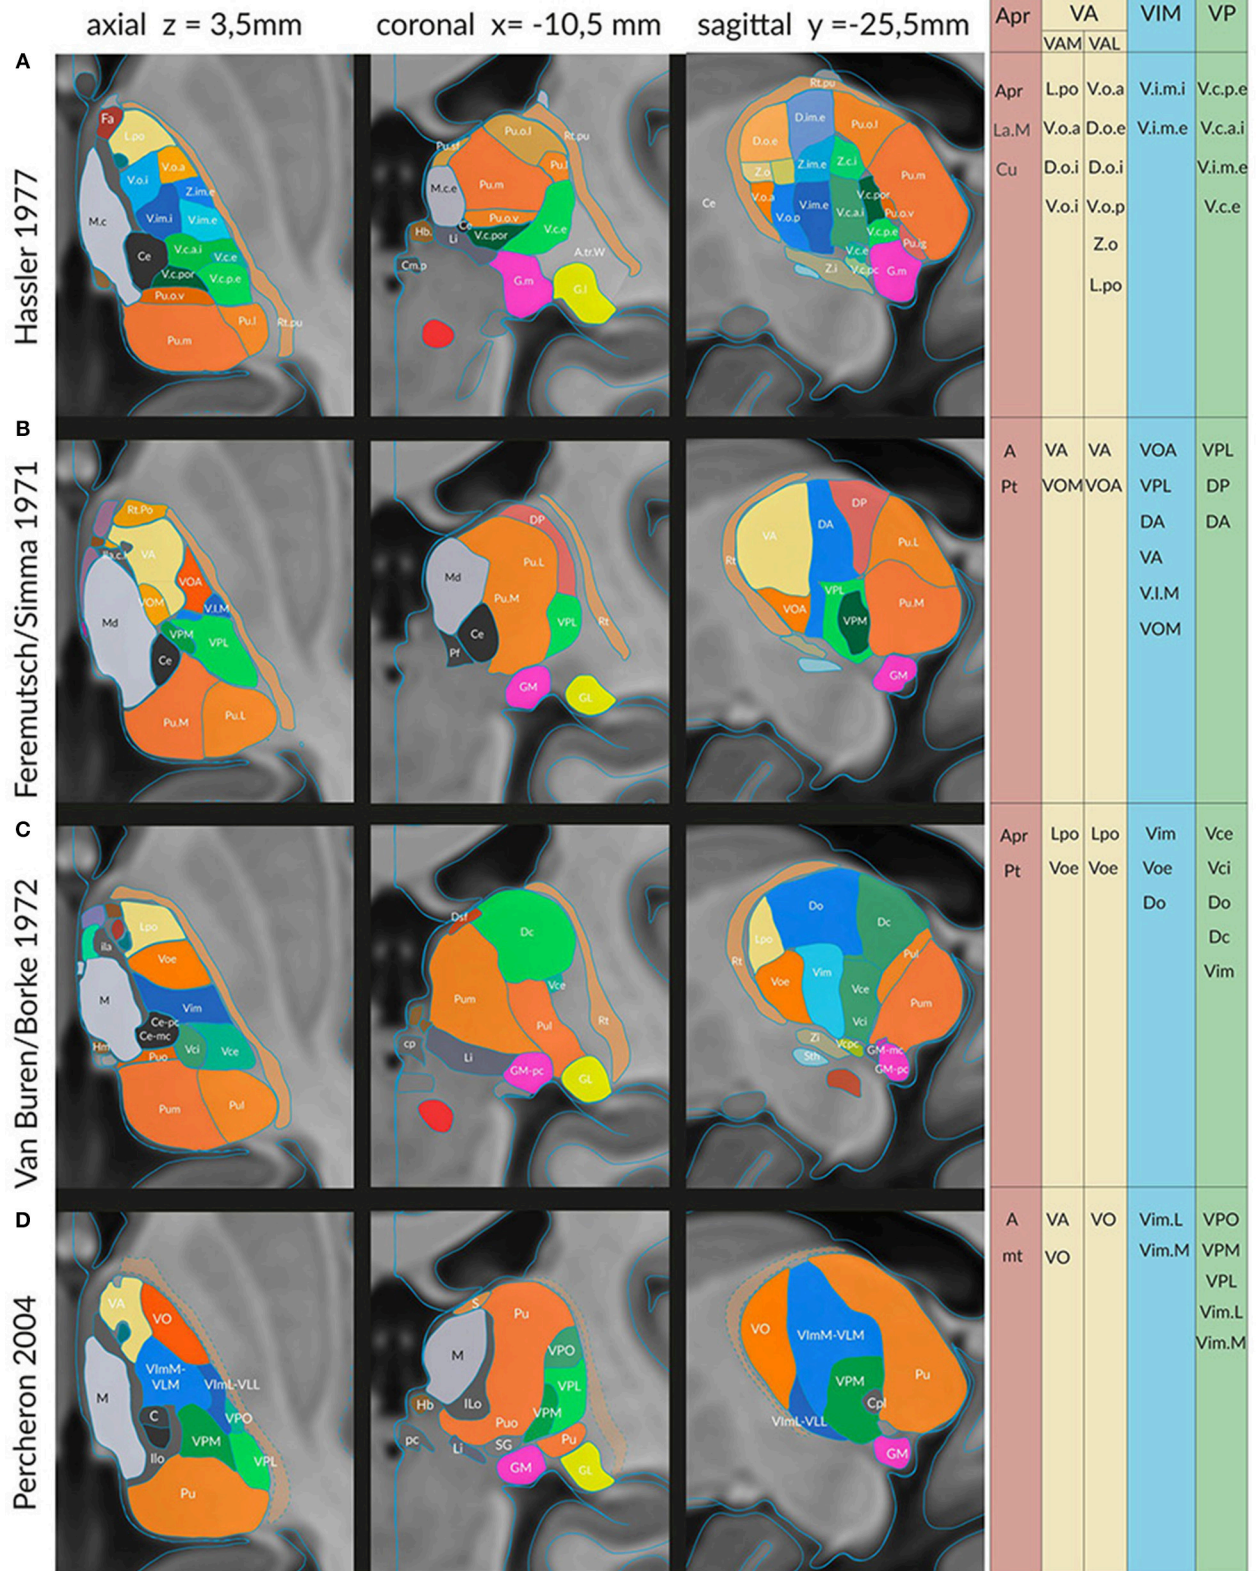 axial z = 3,5mm
coronal x= -10,5 mm
sagittal y =-25,5mm
Apr VA VIM VP
VAM VAL
A
Hassler 1977
Fa
L.po
V.o.a
V.o.i
Z.im.e
V.im.i
V.im.e
M.c
Ce
V.c.a.i
V.c.e
V.c.por
V.c.p.e
Pu.o.v
Pu.m
Pu.l
Rt.pu
Pu.o.l
Rt.pu
Pu.sf
Pu.l
M.c.e
Pu.m
Pu.o.v
Ce
Hb.
Li
V.c.por
V.c.e
A.tr.W
Cm.p
G.m
G.l
Rt.pu
D.im.e
Pu.o.l
D.o.e
Z.o
Z.im.e
Z.c.i
Pu.m
Ce
V.o.a
V.o.p
V.im.e
V.c.a.i
V.c.por
Pu.o.v
V.c.p.e
Pu.ig
V.c.e
Z.i
V.c.pc
G.m
Apr L.po V.o.a V.i.m.i V.c.p.e
La.M V.o.a D.o.e V.i.m.e V.c.a.i
Cu D.o.i D.o.i V.i.m.e
V.o.i V.o.p V.c.e
Z.o
L.po
B
Feremutsch/Simma 1971
Rt.Po
VA
VOA
VOM
V.I.M
Md
VPM
VPL
Ce
Pu.M
Pu.L
DP
Pu.L
Md
Pu.M
VPL
Ce
Rt
Pf
GM
GL
DP
DA
VA
Pu.L
Rt
VPL
VOA
VPM
Pu.M
GM
A VA VA VOA VPL
Pt VOM VOA VPL DP
DA DA
VA
V.I.M
VOM
C
Van Buren/Borke 1972
Lpo
ila
Voe
M
Vim
Ce-pc
Ce-mc
Hm
Puo
Vci
Vce
Pum
Pul
Dsf
Dc
Vce
Pum
Pul
Rt
cp
Li
GM-pc
GL
Do
Dc
Lpo
Pul
Rt
Voe
Vim
Vce
Pum
Vci
Zi
Vcpc
Sth
GM-mc
GM-pc
Apr Lpo Lpo Vim Vce
Pt Voe Voe Voe Vci
Do Do
Dc
Vim
D
Percheron 2004
VA
VO
VImM-
VLM
VImL-VLL
M
C
VPO
VPM
Ilo
VPL
Pu
S
Pu
M
VPO
VPL
Hb
ILo
VPM
Puo
pc
Li
SG
Pu
GM
GL
VO
VImM-VLM
VPM
Pu
Cpl
VImL-VLL
GM
A VA VO Vim.L VPO
mt VO Vim.M VPM
VPL
Vim.L
Vim.M